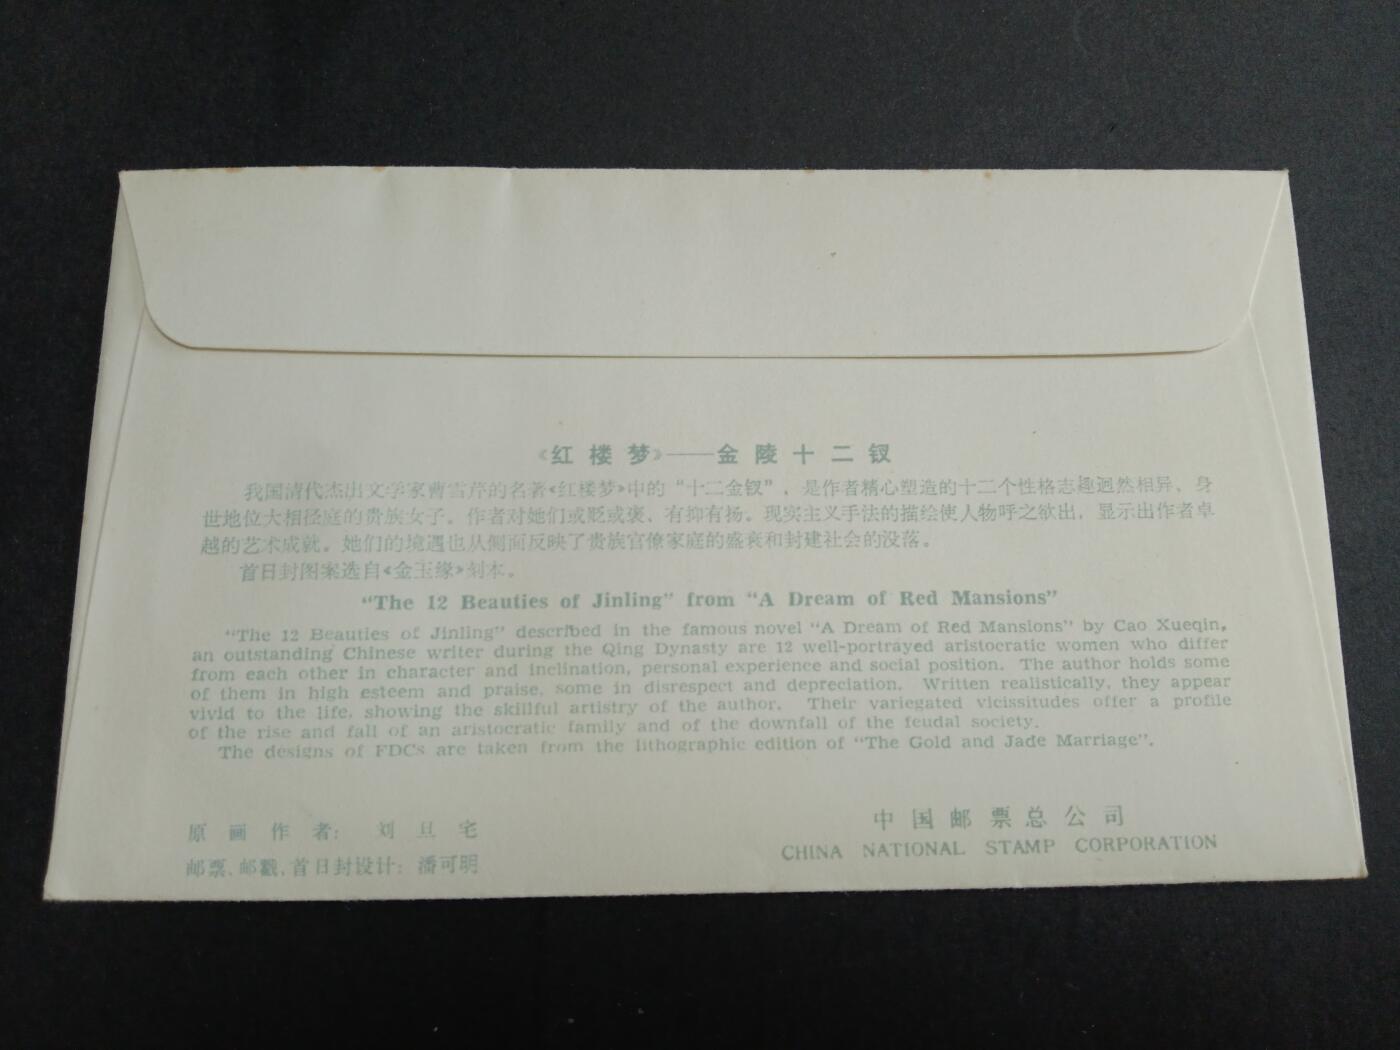 《红楼梦》——金陵十二钗
我国清代杰出文学家曹雪芹的名著《红楼梦》中的“十二金钗”，是作者精心塑造的十二个性格志趣迥然相异、身
世地位大相径庭的贵族女子。作者对她们或贬或褒、有抑有扬。现实主义手法的描绘使人物呼之欲出，显示出作者卓
越的艺术成就。她们的境遇也从侧面反映了贵族官僚家庭的盛衰和封建社会的没落。
首日封图案选自《金玉缘》刻本。
“The 12 Beauties of Jinling” from “A Dream of Red Mansions”
“The 12 Beauties of Jinling” described in the famous novel “A Dream of Red Mansions” by Cao Xueqin,
an outstanding Chinese writer during the Qing Dynasty are 12 well-portrayed aristocratic women who differ
from each other in character and inclination, personal experience and social position. The author holds some
of them in high esteem and praise, some in disrespect and depreciation. Written realistically, they appear
vivid to the life, showing the skillful artistry of the author. Their variegated vicissitudes offer a profile
of the rise and fall of an aristocratic family and of the downfall of the feudal society.
The designs of FDCs are taken from the lithographic edition of “The Gold and Jade Marriage”.
原画作者：刘旦宅
邮票、邮戳、首日封设计：潘可明
中国邮票总公司
CHINA NATIONAL STAMP CORPORATION